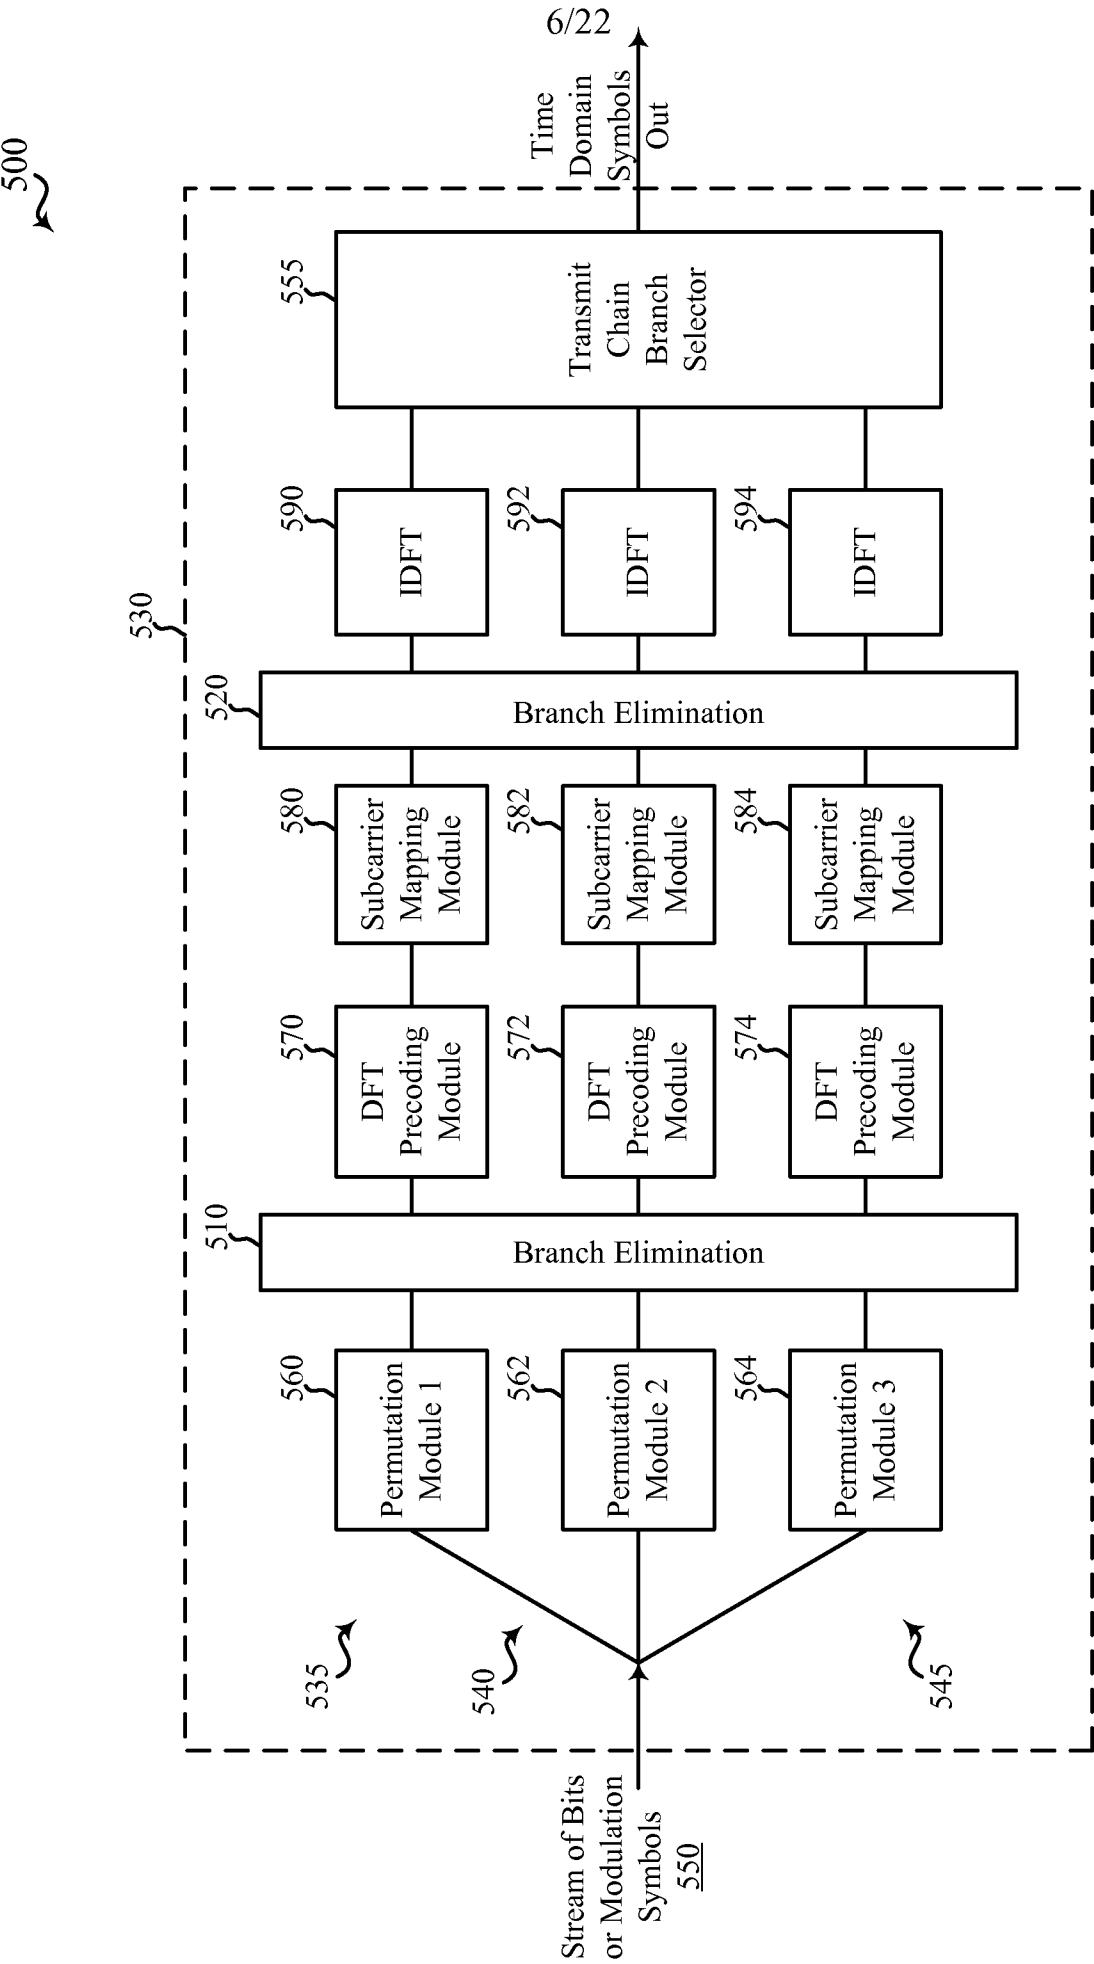 6/22
500
Time
Domain
Symbols
Out
555
Transmit
Chain
Branch
Selector
590
IDFT
592
IDFT
594
IDFT
530
520
Branch Elimination
580
Subcarrier
Mapping
Module
582
Subcarrier
Mapping
Module
584
Subcarrier
Mapping
Module
570
DFT
Precoding
Module
572
DFT
Precoding
Module
574
DFT
Precoding
Module
510
Branch Elimination
560
Permutation
Module 1
562
Permutation
Module 2
564
Permutation
Module 3
535
540
545
Stream of Bits
or Modulation
Symbols
550